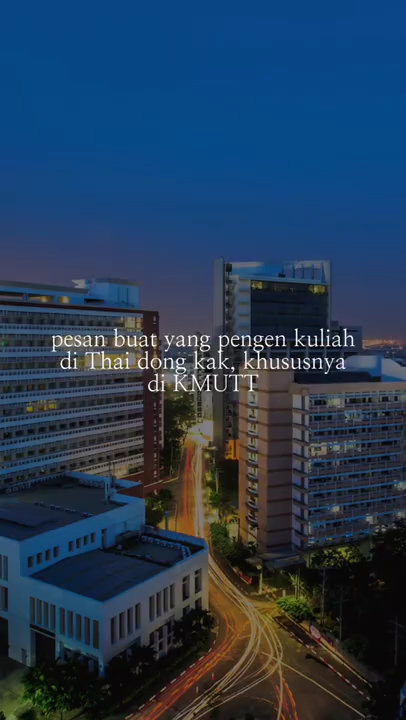 pesan buat yang pengen kuliah
di Thai dong kak, khususnya
di KMUTT